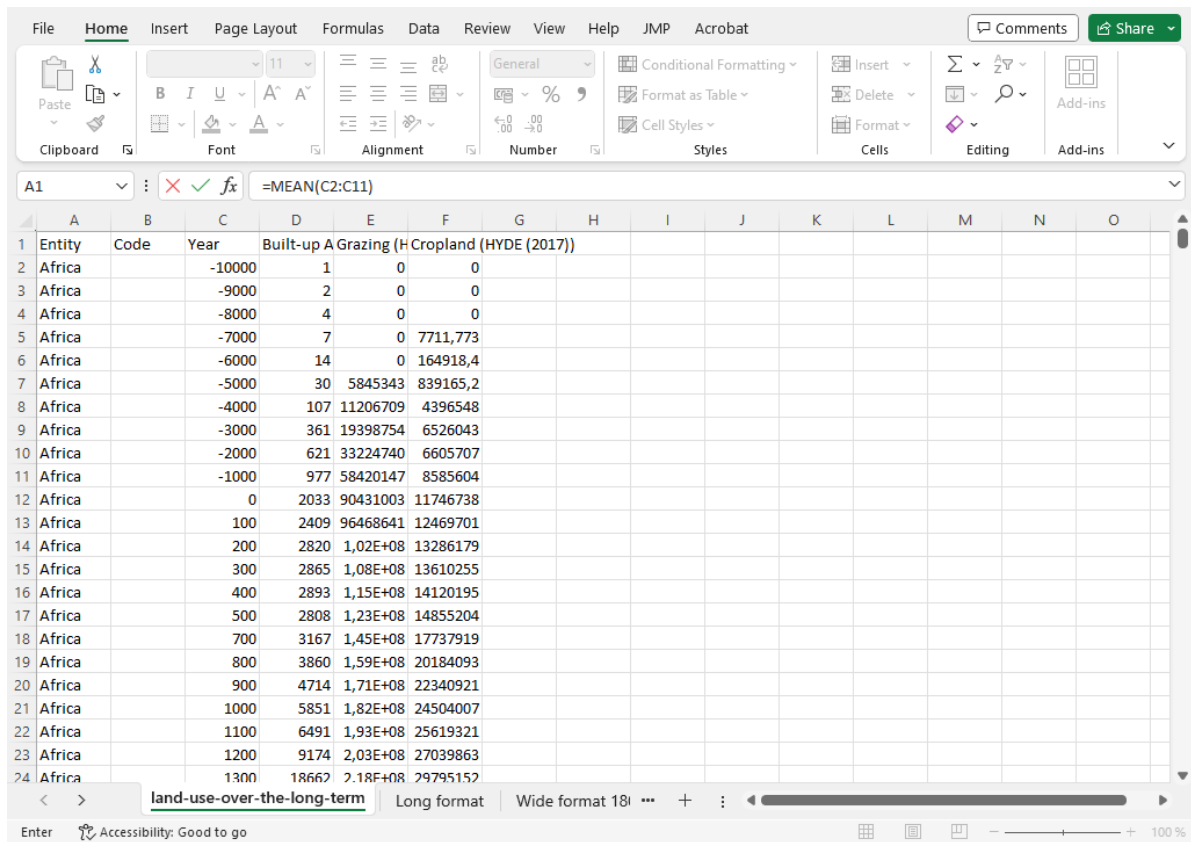 File Home Insert Page Layout Formulas Data Review View Help JMP Acrobat Comments Share
Paste
11
B I U A A A
ab
General
% 9
Conditional Formatting
Format as Table
Cell Styles
Insert
Delete
Format
Add-ins
Clipboard Font Alignment Number Styles Cells Editing Add-ins
A1 fx =MEAN(C2:C11)
A B C D E F G H I J K L M N O
1 Entity Code Year Built-up A Grazing (H Cropland (HYDE (2017))
2 Africa -10000 1 0 0
3 Africa -9000 2 0 0
4 Africa -8000 4 0 0
5 Africa -7000 7 0 7711,773
6 Africa -6000 14 0 164918,4
7 Africa -5000 30 5845343 839165,2
8 Africa -4000 107 11206709 4396548
9 Africa -3000 361 19398754 6526043
10 Africa -2000 621 33224740 6605707
11 Africa -1000 977 58420147 8585604
12 Africa 0 2033 90431003 11746738
13 Africa 100 2409 96468641 12469701
14 Africa 200 2820 1,02E+08 13286179
15 Africa 300 2865 1,08E+08 13610255
16 Africa 400 2893 1,15E+08 14120195
17 Africa 500 2808 1,23E+08 14855204
18 Africa 700 3167 1,45E+08 17737919
19 Africa 800 3860 1,59E+08 20184093
20 Africa 900 4714 1,71E+08 22340921
21 Africa 1000 5851 1,82E+08 24504007
22 Africa 1100 6491 1,93E+08 25619321
23 Africa 1200 9174 2,03E+08 27039863
24 Africa 1300 18662 2,18E+08 29795152
land-use-over-the-long-term Long format Wide format 18
Enter Accessibility: Good to go 100 %